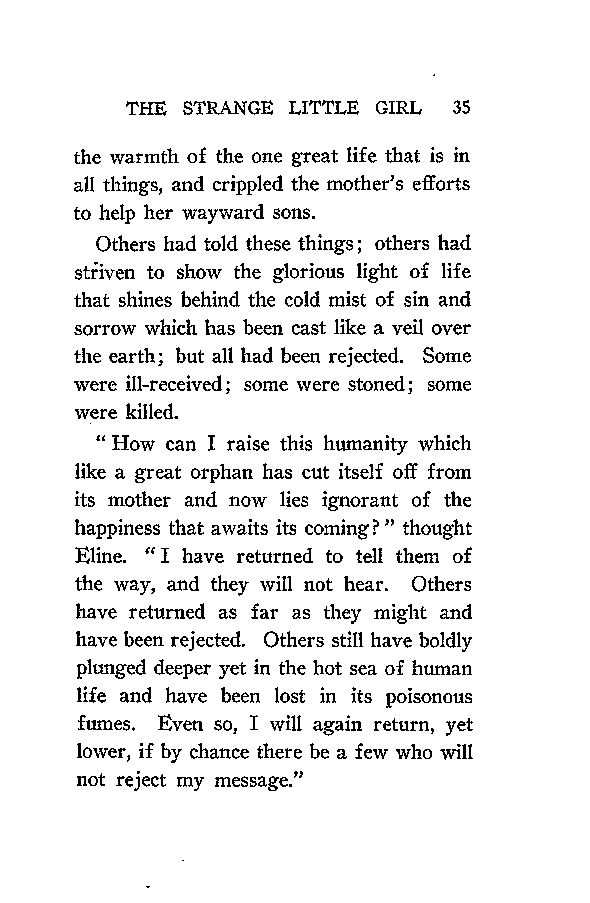 THE STRANGE LITTLE GIRL 35
the warmth of the one great life that is in
all things, and crippled the mother's efforts
to help her wayward sons.
Others had told these things; others had
striven to show the glorious light of life
that shines behind the cold mist of sin and
sorrow which has been cast like a veil over
the earth; but all had been rejected. Some
were ill-received; some were stoned; some
were killed.
"How can I raise this humanity which
like a great orphan has cut itself off from
its mother and now lies ignorant of the
happiness that awaits its coming?" thought
Eline. "I have returned to tell them of
the way, and they will not hear. Others
have returned as far as they might and
have been rejected. Others still have boldly
plunged deeper yet in the hot sea of human
life and have been lost in its poisonous
fumes. Even so, I will again return, yet
lower, if by chance there be a few who will
not reject my message."